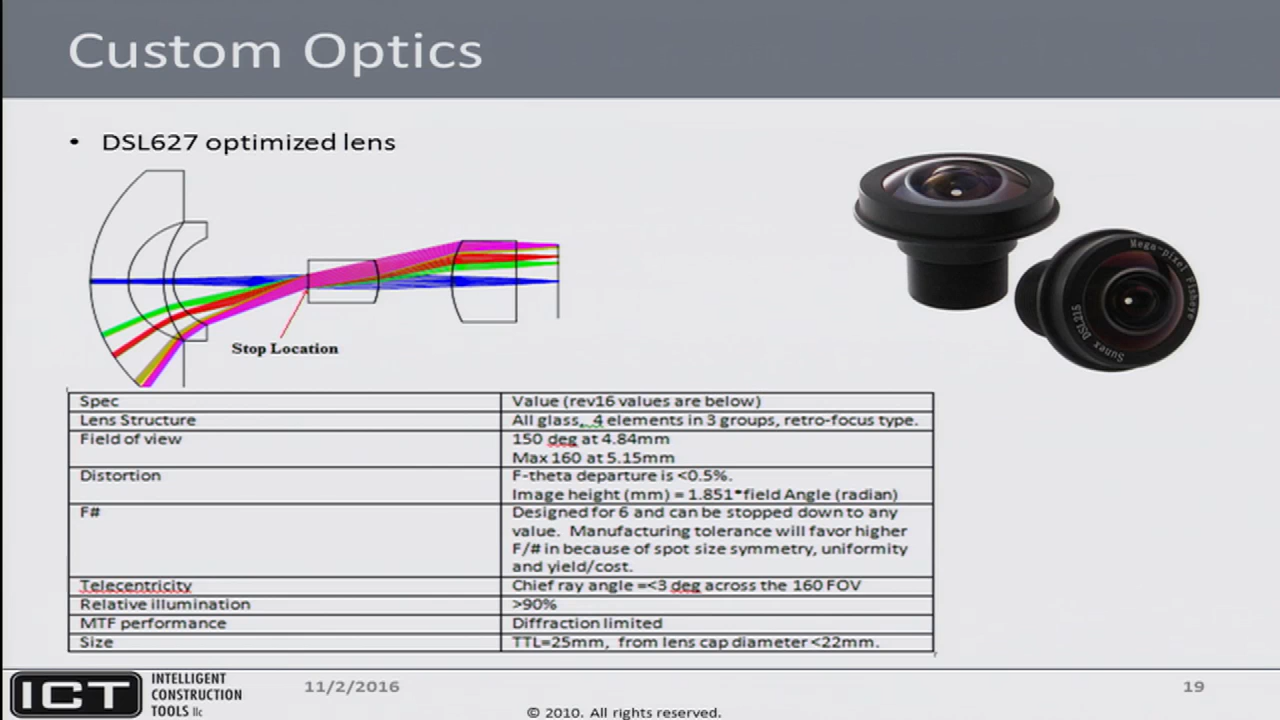 Custom Optics
• DSL627 optimized lens
Stop Location
Mega-pixel Fisheye
Sunex DSL215
Spec Value (rev16 values are below)
Lens Structure All glass, 4 elements in 3 groups, retro-focus type.
Field of view 150 deg at 4.84mm
Max 160 at 5.15mm
Distortion F-theta departure is <0.5%.
Image height (mm) = 1.851*field Angle (radian)
F# Designed for 6 and can be stopped down to any
value. Manufacturing tolerance will favor higher
F/# in because of spot size symmetry, uniformity
and yield/cost.
Telecentricity Chief ray angle =<3 deg across the 160 FOV
Relative illumination >90%
MTF performance Diffraction limited
Size TTL=25mm, from lens cap diameter <22mm.
ICT INTELLIGENT
CONSTRUCTION
TOOLS llc
11/2/2016
© 2010. All rights reserved.
19